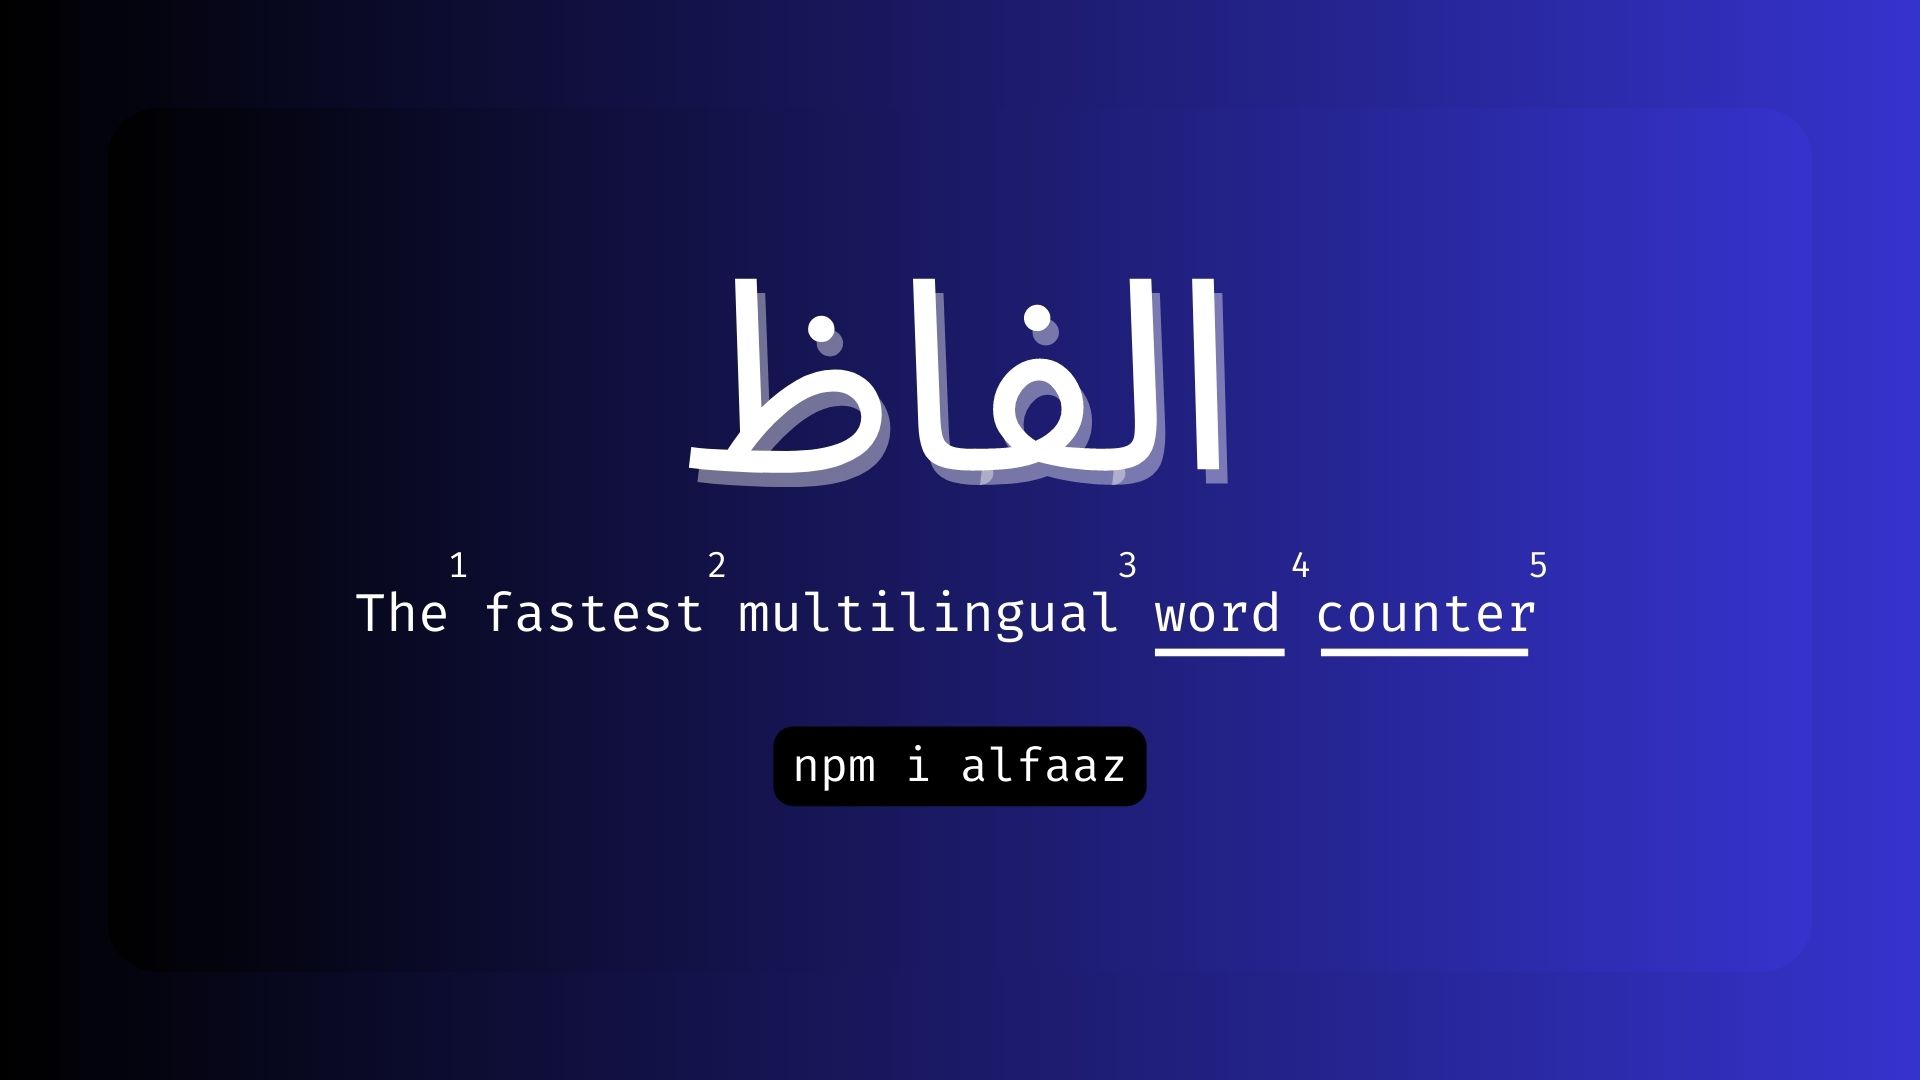 الفاظ
1 2 3 4 5
The fastest multilingual word counter
npm i alfaaz